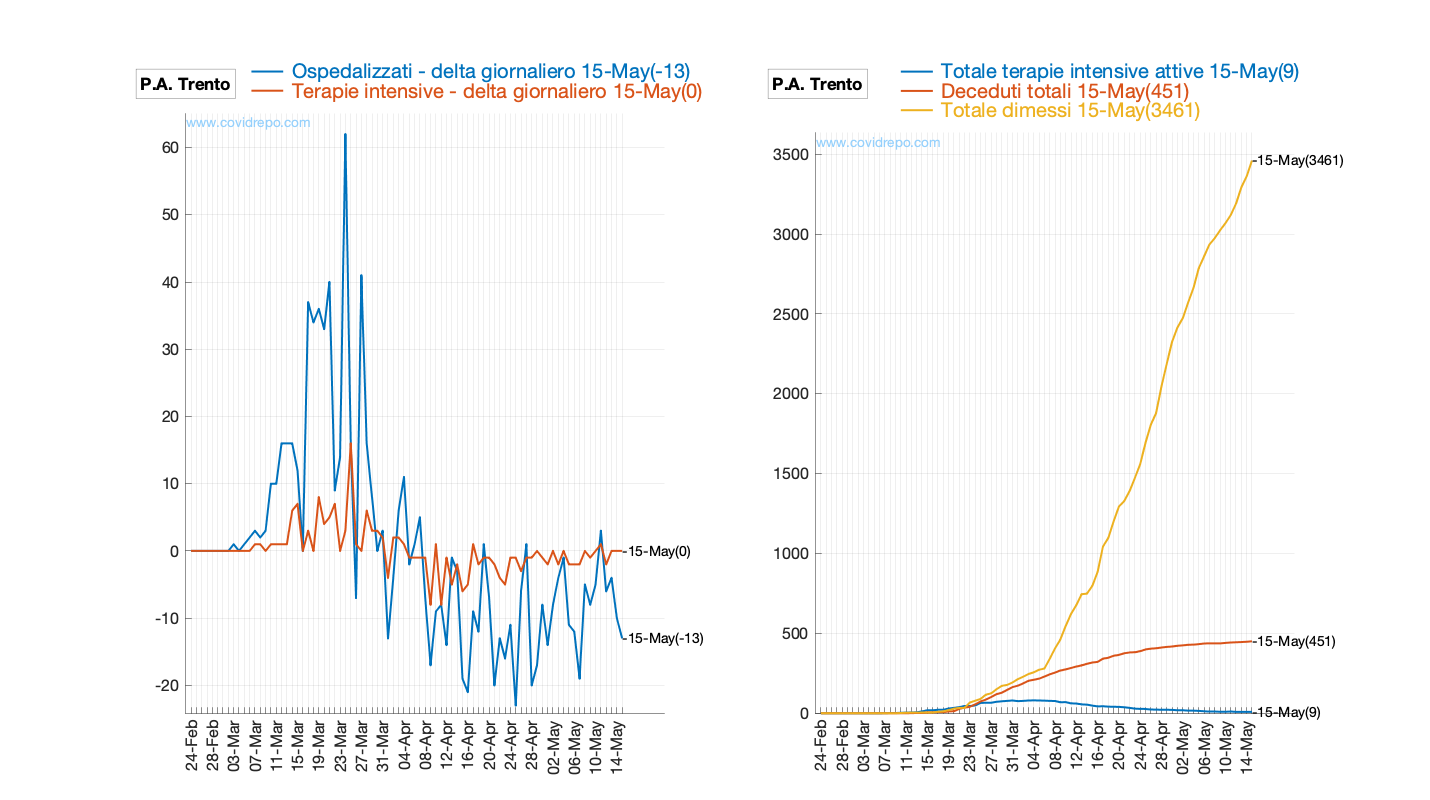 P.A. Trento
Ospedalizzati - delta giornaliero 15-May(-13)
Terapie intensive - delta giornaliero 15-May(0)
www.covidrepo.com
60
50
40
30
20
10
0
-10
-20
15-May(0)
15-May(-13)
24-Feb
28-Feb
03-Mar
07-Mar
11-Mar
15-Mar
19-Mar
23-Mar
27-Mar
31-Mar
04-Apr
08-Apr
12-Apr
16-Apr
20-Apr
24-Apr
28-Apr
02-May
06-May
10-May
14-May
P.A. Trento
Totale terapie intensive attive 15-May(9)
Deceduti totali 15-May(451)
Totale dimessi 15-May(3461)
www.covidrepo.com
3500
3000
2500
2000
1500
1000
500
0
15-May(3461)
15-May(451)
15-May(9)
24-Feb
28-Feb
03-Mar
07-Mar
11-Mar
15-Mar
19-Mar
23-Mar
27-Mar
31-Mar
04-Apr
08-Apr
12-Apr
16-Apr
20-Apr
24-Apr
28-Apr
02-May
06-May
10-May
14-May